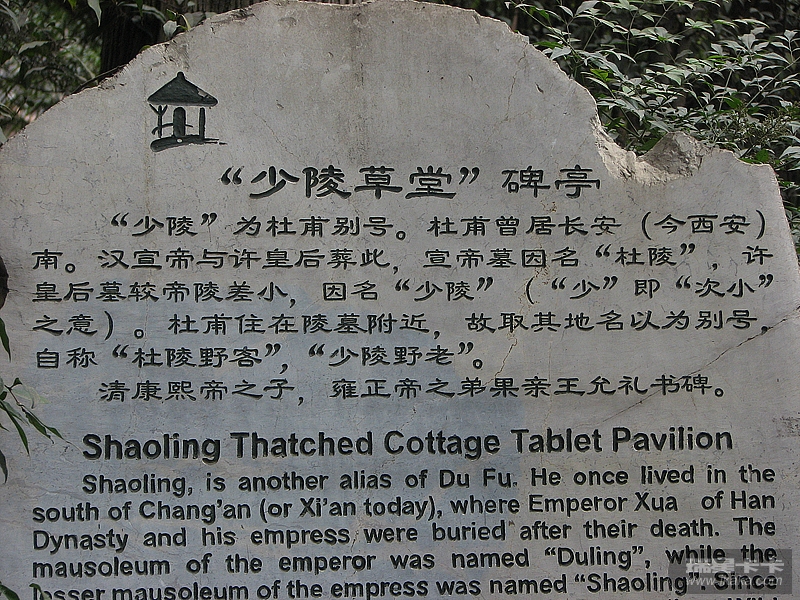 “少陵草堂”碑亭
“少陵”为杜甫别号。杜甫曾居长安（今西安）
南。汉宣帝与许皇后葬此，宣帝墓因名“杜陵”，许
皇后墓较帝陵差小，因名“少陵”（“少”即“次小”
之意）。杜甫住在陵墓附近，故取其地名以为别号，
自称“杜陵野客”，“少陵野老”。
清康熙帝之子，雍正帝之弟果亲王允礼书碑。
Shaoling Thatched Cottage Tablet Pavilion
Shaoling, is another alias of Du Fu. He once lived in the
south of Chang'an (or Xi'an today), where Emperor Xua of Han
Dynasty and his empress were buried after their death. The
mausoleum of the emperor was named “Duling”, while the
losser mausoleum of the empress was named “Shaoling”. Since